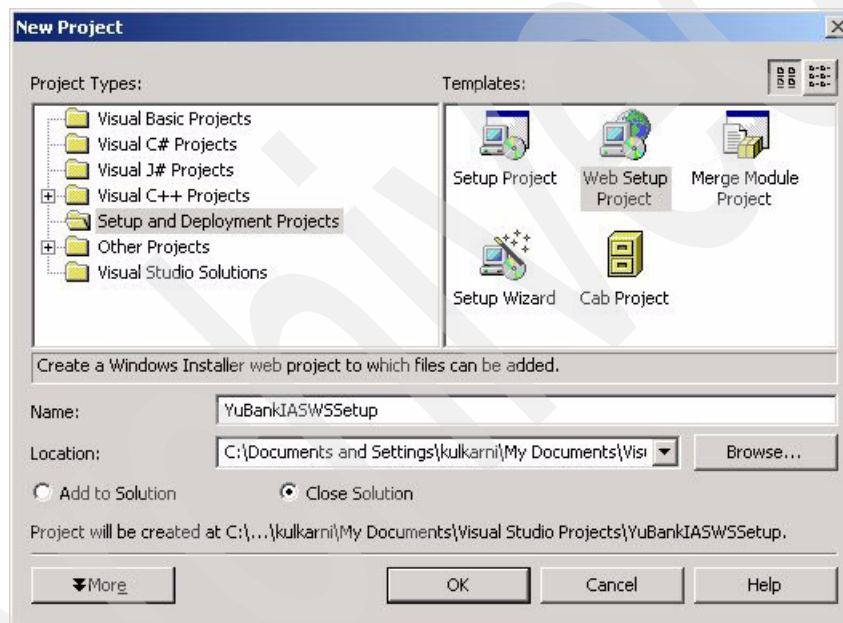 New Project
Project Types:
Templates:
Visual Basic Projects
Visual C# Projects
Visual J# Projects
Visual C++ Projects
Setup and Deployment Projects
Other Projects
Visual Studio Solutions
Setup Project
Web Setup
Project
Merge Module
Project
Setup Wizard
Cab Project
Create a Windows Installer web project to which files can be added.
Name:
YuBankIASWSSetup
Location:
C:\Documents and Settings\kulkarni\My Documents\Visu
Browse...
Add to Solution
Close Solution
Project will be created at C:\...\kulkarni\My Documents\Visual Studio Projects\YuBankIASWSSetup.
More
OK
Cancel
Help